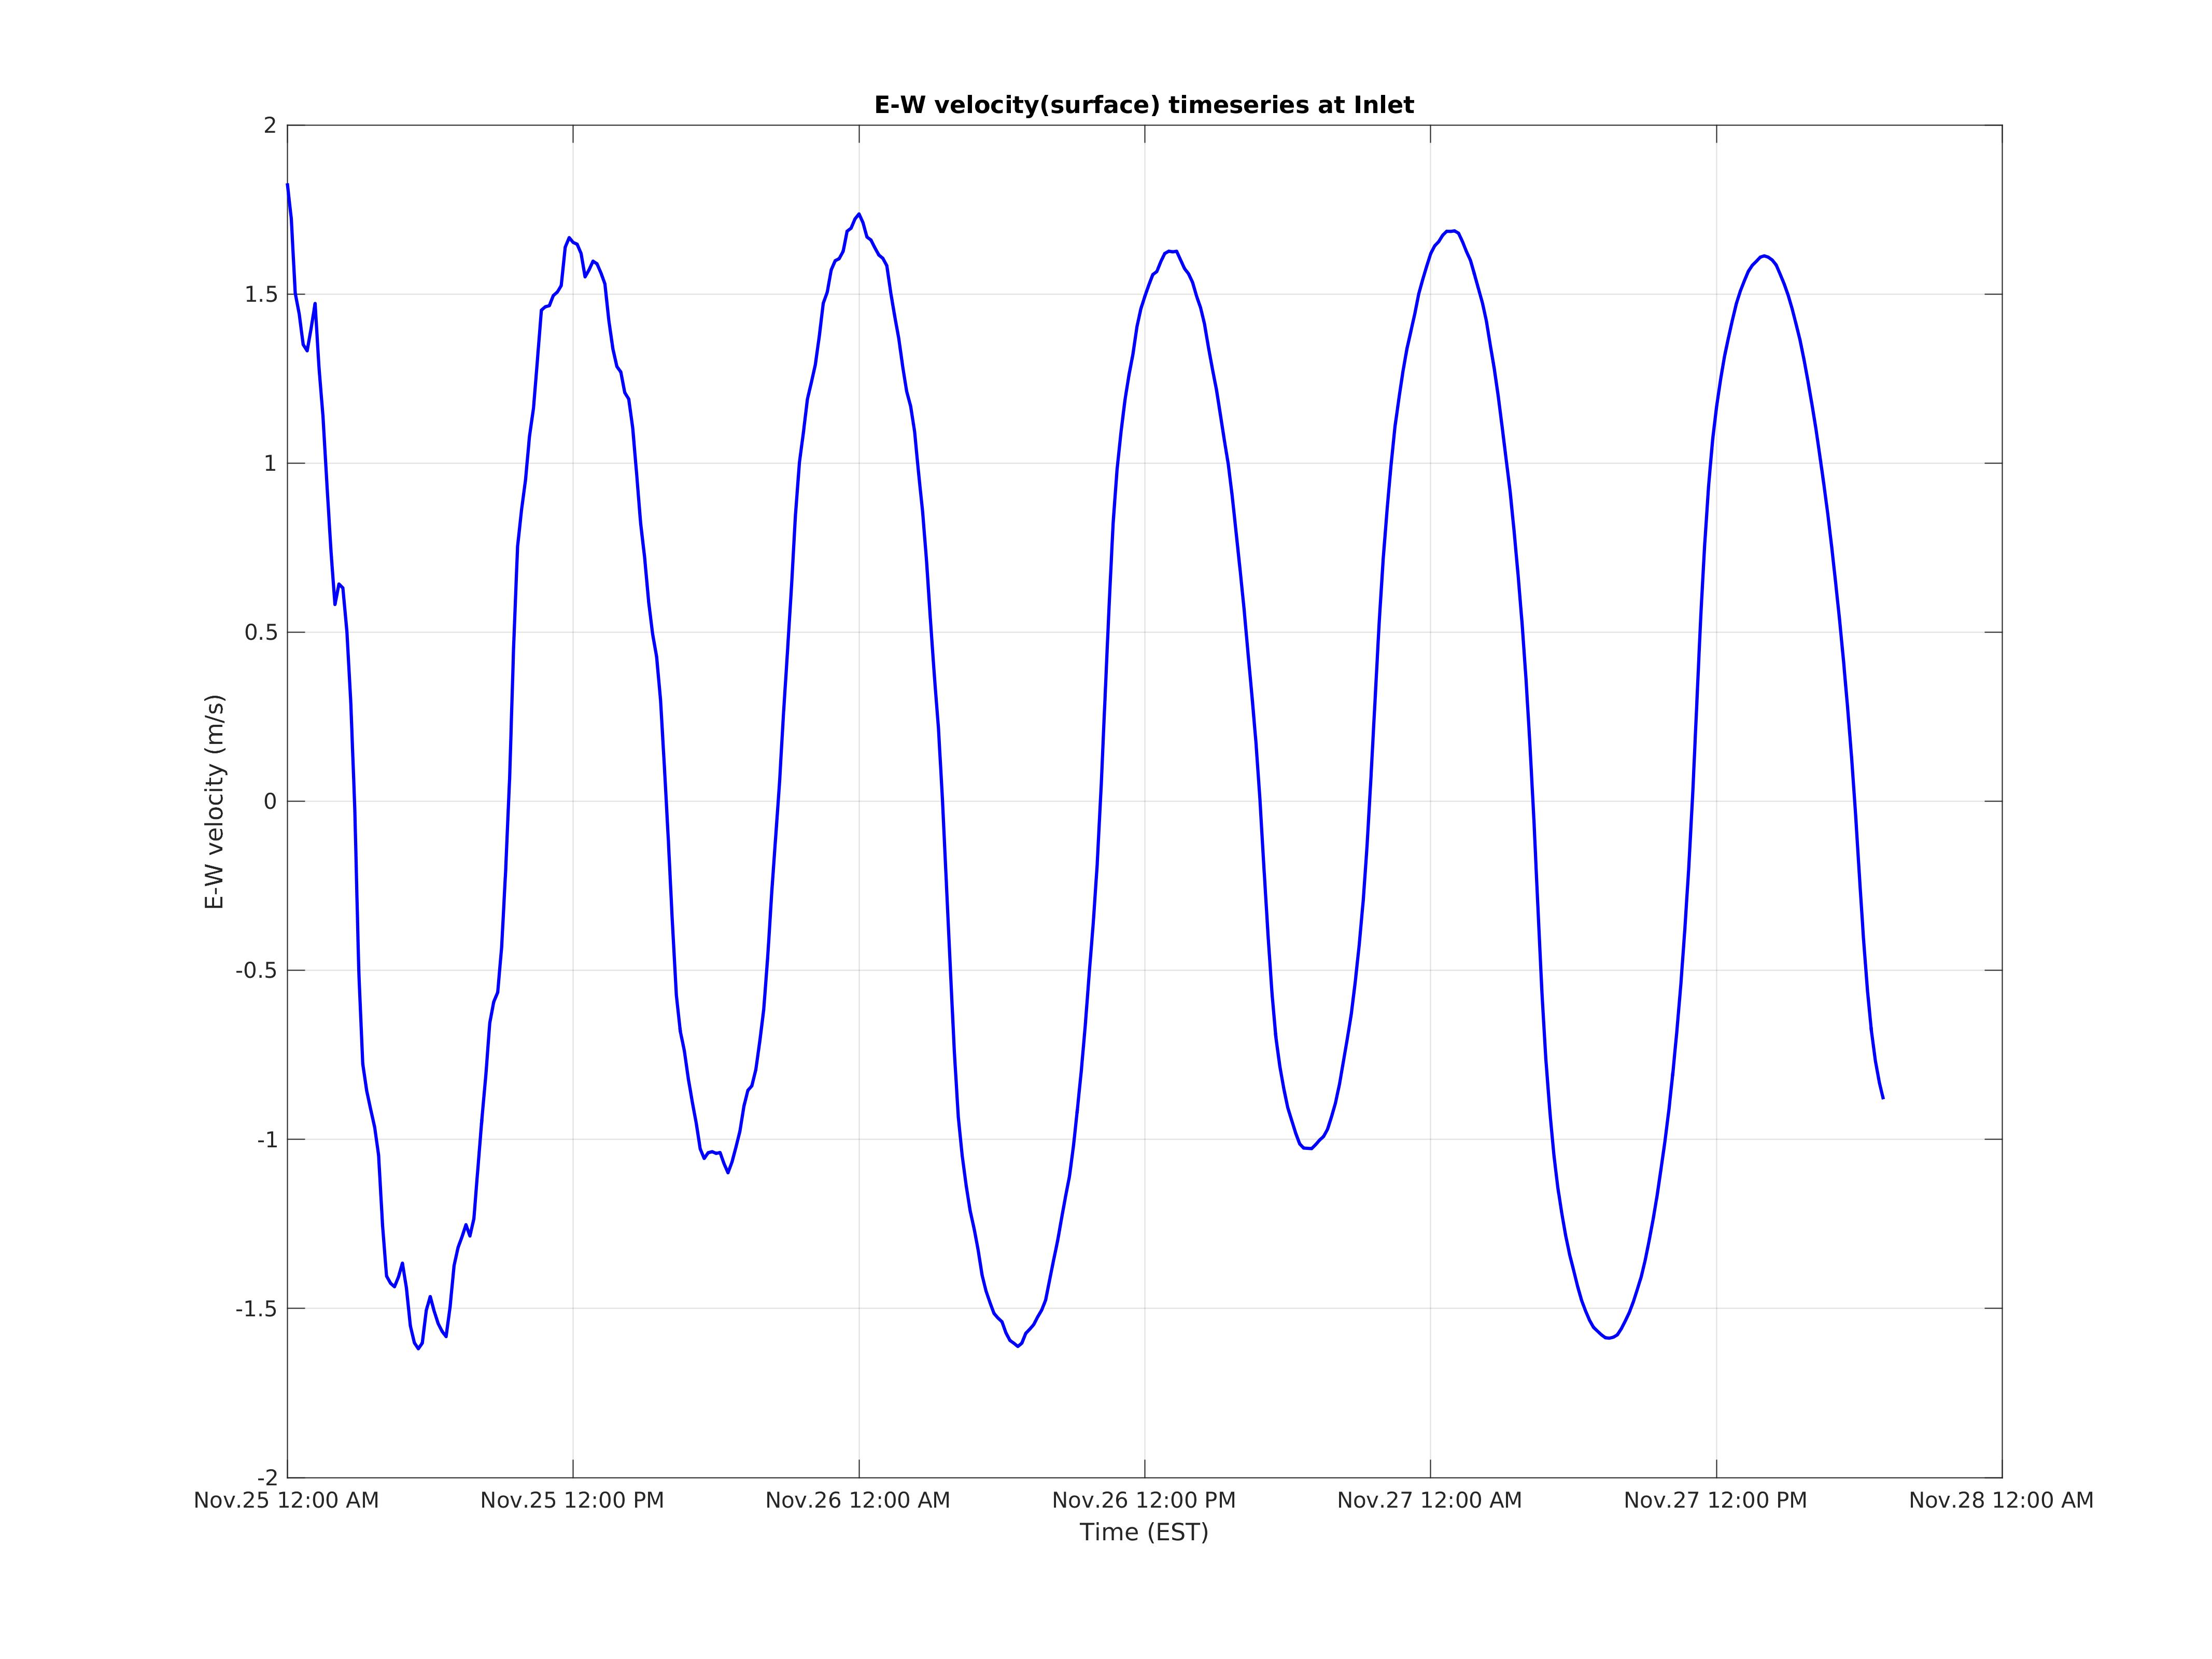 E-W velocity(surface) timeseries at Inlet
2
1.5
1
0.5
0
-0.5
-1
-1.5
-2
E-W velocity (m/s)
Nov.25 12:00 AM
Nov.25 12:00 PM
Nov.26 12:00 AM
Nov.26 12:00 PM
Nov.27 12:00 AM
Nov.27 12:00 PM
Nov.28 12:00 AM
Time (EST)